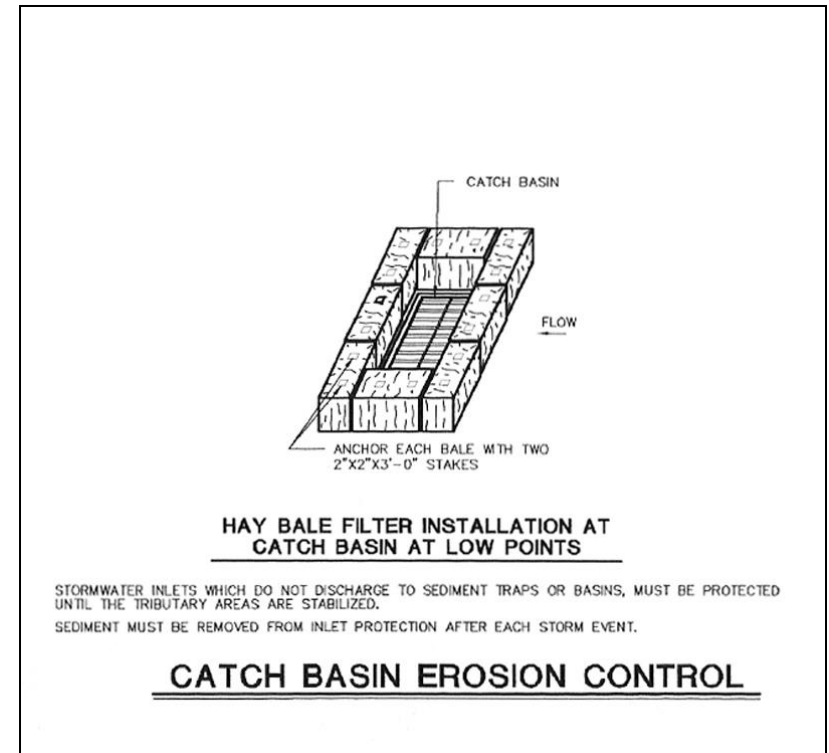 CATCH BASIN
FLOW
ANCHOR EACH BALE WITH TWO
2"X2"X3'-0" STAKES
HAY BALE FILTER INSTALLATION AT
CATCH BASIN AT LOW POINTS
STORMWATER INLETS WHICH DO NOT DISCHARGE TO SEDIMENT TRAPS OR BASINS, MUST BE PROTECTED
UNTIL THE TRIBUTARY AREAS ARE STABILIZED.
SEDIMENT MUST BE REMOVED FROM INLET PROTECTION AFTER EACH STORM EVENT.
CATCH BASIN EROSION CONTROL